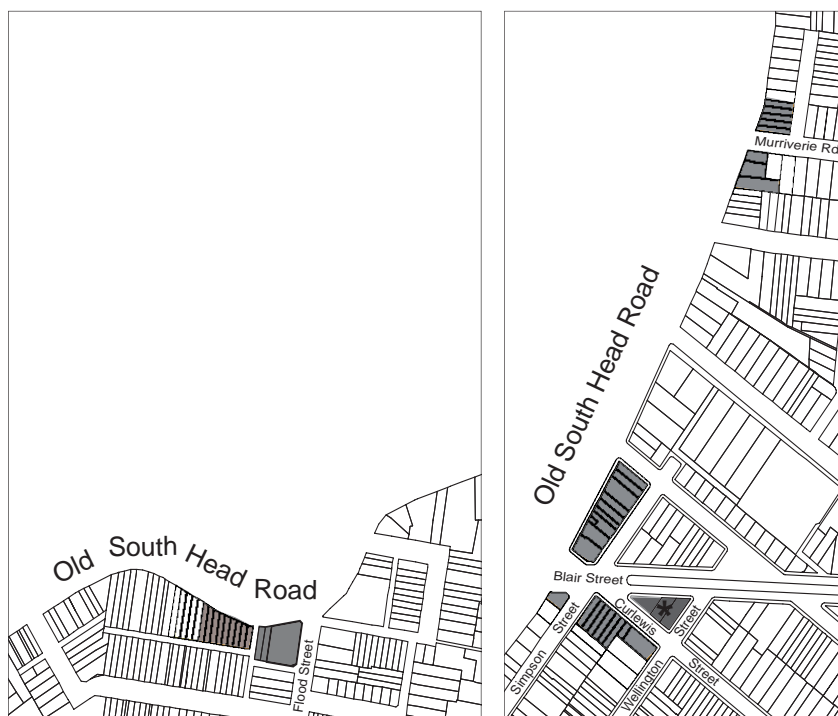 Old South Head Road
Flood Street
Murriverie Rd
Old South Head Road
Blair Street
Simpson Street
Curlewis Street
Wellington Street
*